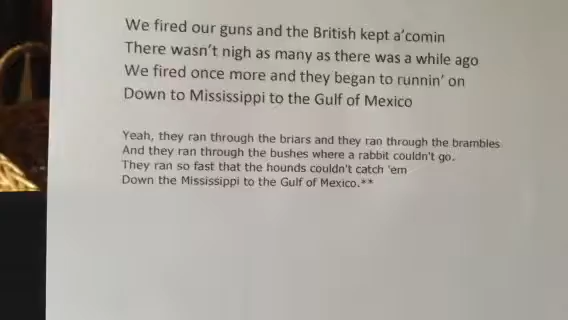 We fired our guns and the British kept a'comin
There wasn't nigh as many as there was a while ago
We fired once more and they began to runnin' on
Down to Mississippi to the Gulf of Mexico
Yeah, they ran through the briars and they ran through the brambles
And they ran through the bushes where a rabbit couldn't go.
They ran so fast that the hounds couldn't catch 'em
Down the Mississippi to the Gulf of Mexico.**